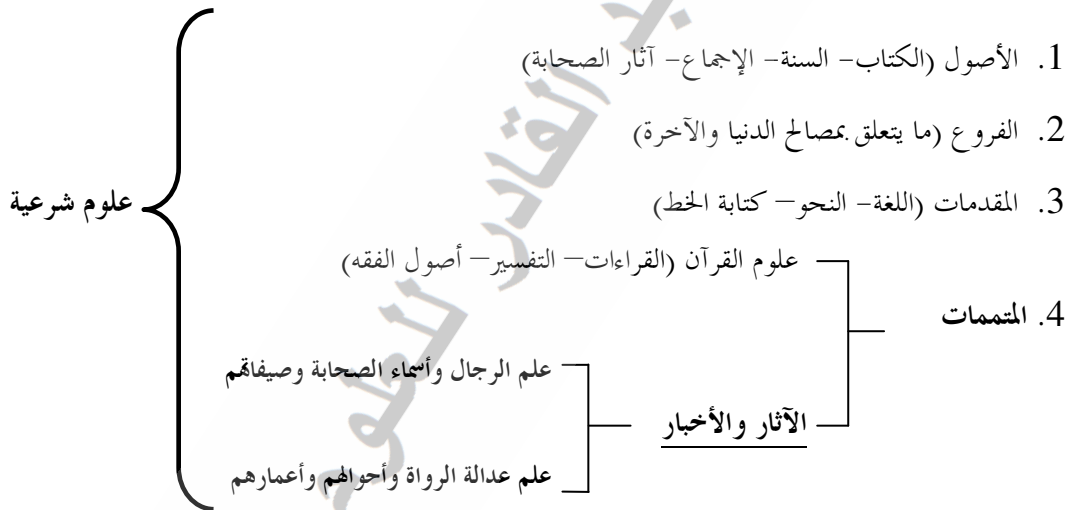 1. الأصول (الكتاب- السنة- الإجماع- آثار الصحابة)
2. الفروع (ما يتعلق بمصالح الدنيا والآخرة)
3. المقدمات (اللغة- النحو– كتابة الخط)
علوم شرعية
علوم القرآن (القراءات– التفسير– أصول الفقه)
4. المتممات
علم الرجال وأسماء الصحابة وصيفاتهم
الآثار والأخبار
علم عدالة الرواة وأحوالهم وأعمارهم
القادر للعلوم